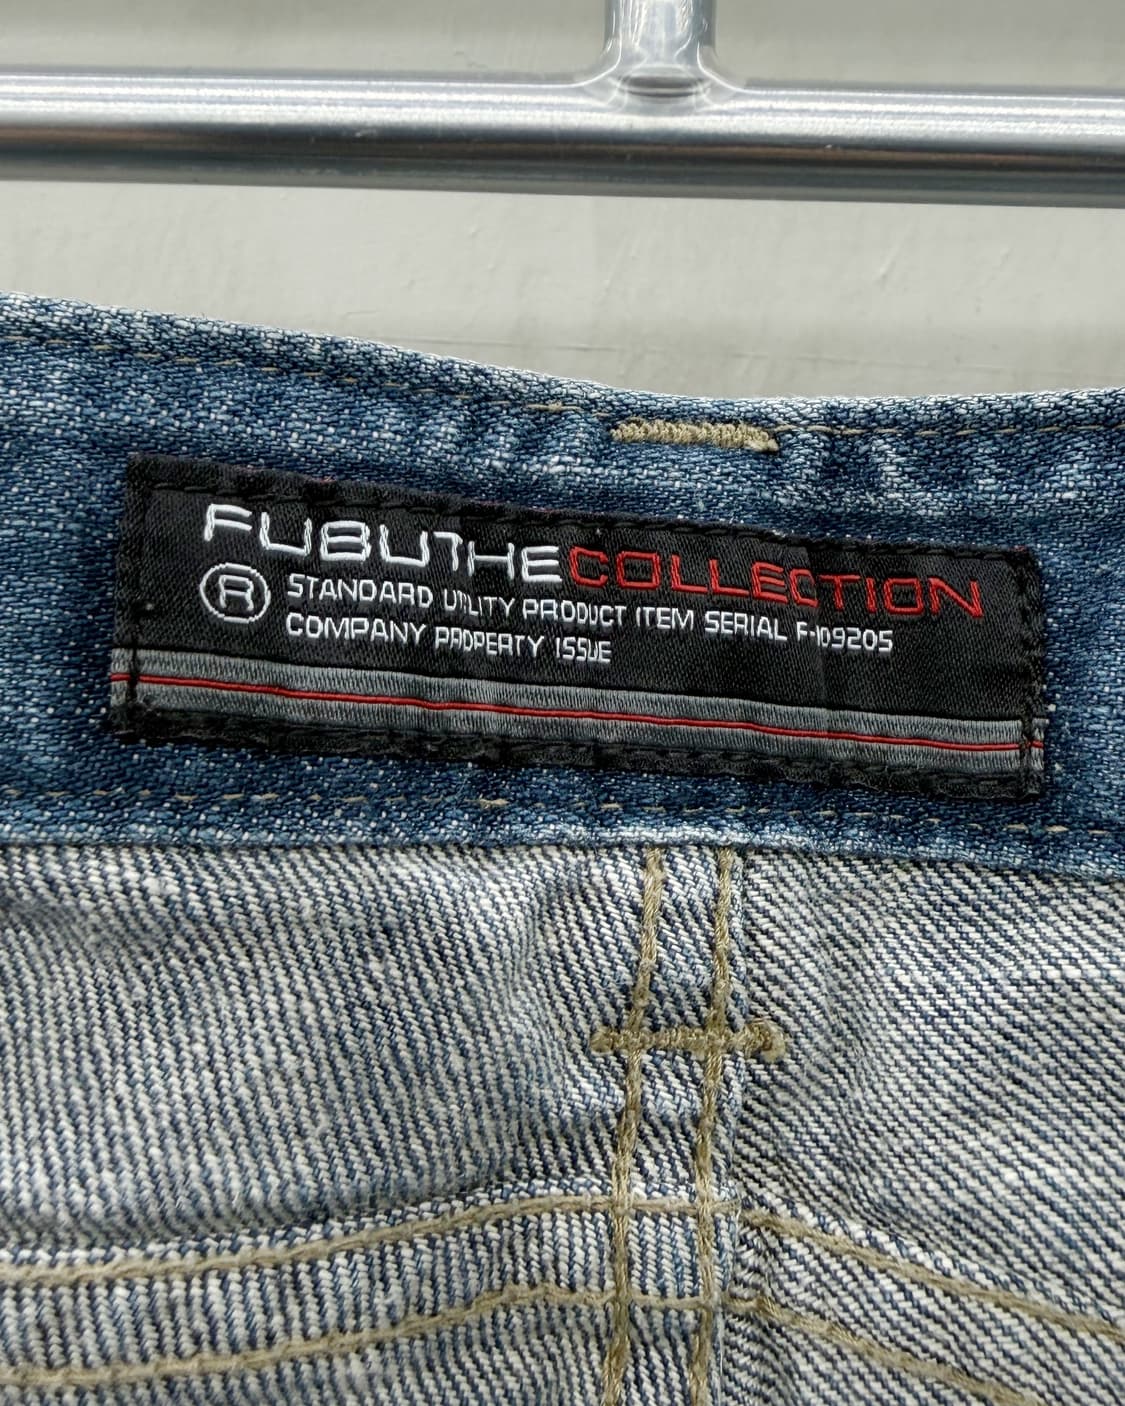 FUBUTHECOLLECTION
® STANDARD UTILITY PRODUCT ITEM SERIAL F-109205
COMPANY PROPERTY ISSUE